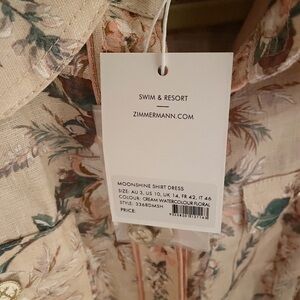 SWIM & RESORT
ZIMMERMANN.COM
MOONSHINE SHIRT DRESS
SIZE: AU 3, US 10, UK 14, FR 42, IT 46
COLOUR: CREAM WATERCOLOUR FLORAL
STYLE: 3368DMSH
PRICE: